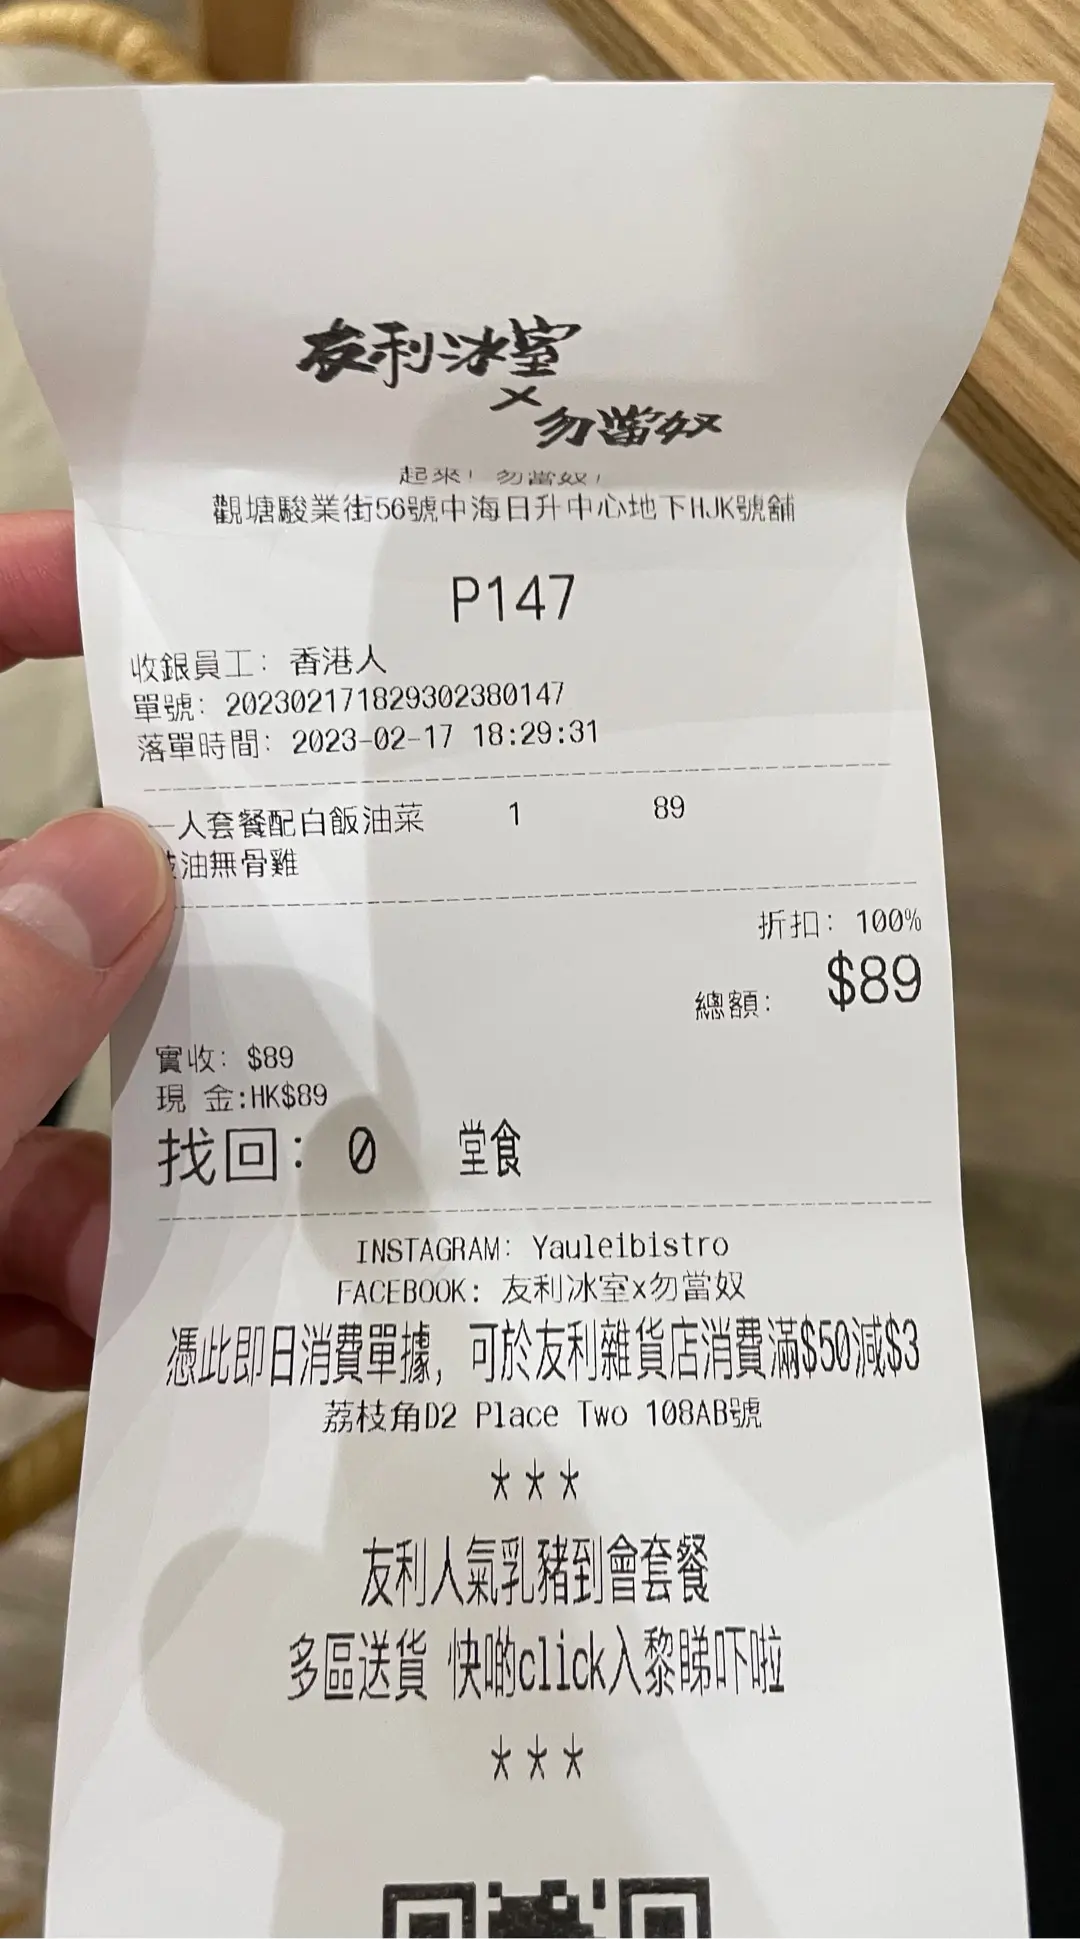 友利冰室
×
勿當奴
起來！勿當奴！
觀塘駿業街56號中海日升中心地下HJK號舖
P147
收銀員工： 香港人
單號： 202302171829302380147
落單時間： 2023-02-17 18:29:31
一人套餐配白飯油菜 1 89
油無骨雞
折扣： 100%
總額： $89
實收： $89
現 金:HK$89
找回： 0 堂食
INSTAGRAM: Yauleibistro
FACEBOOK: 友利冰室x勿當奴
憑此即日消費單據，可於友利雜貨店消費滿$50減$3
荔枝角D2 Place Two 108AB號
***
友利人氣乳豬到會套餐
多區送貨 快啲click入黎睇吓啦
***